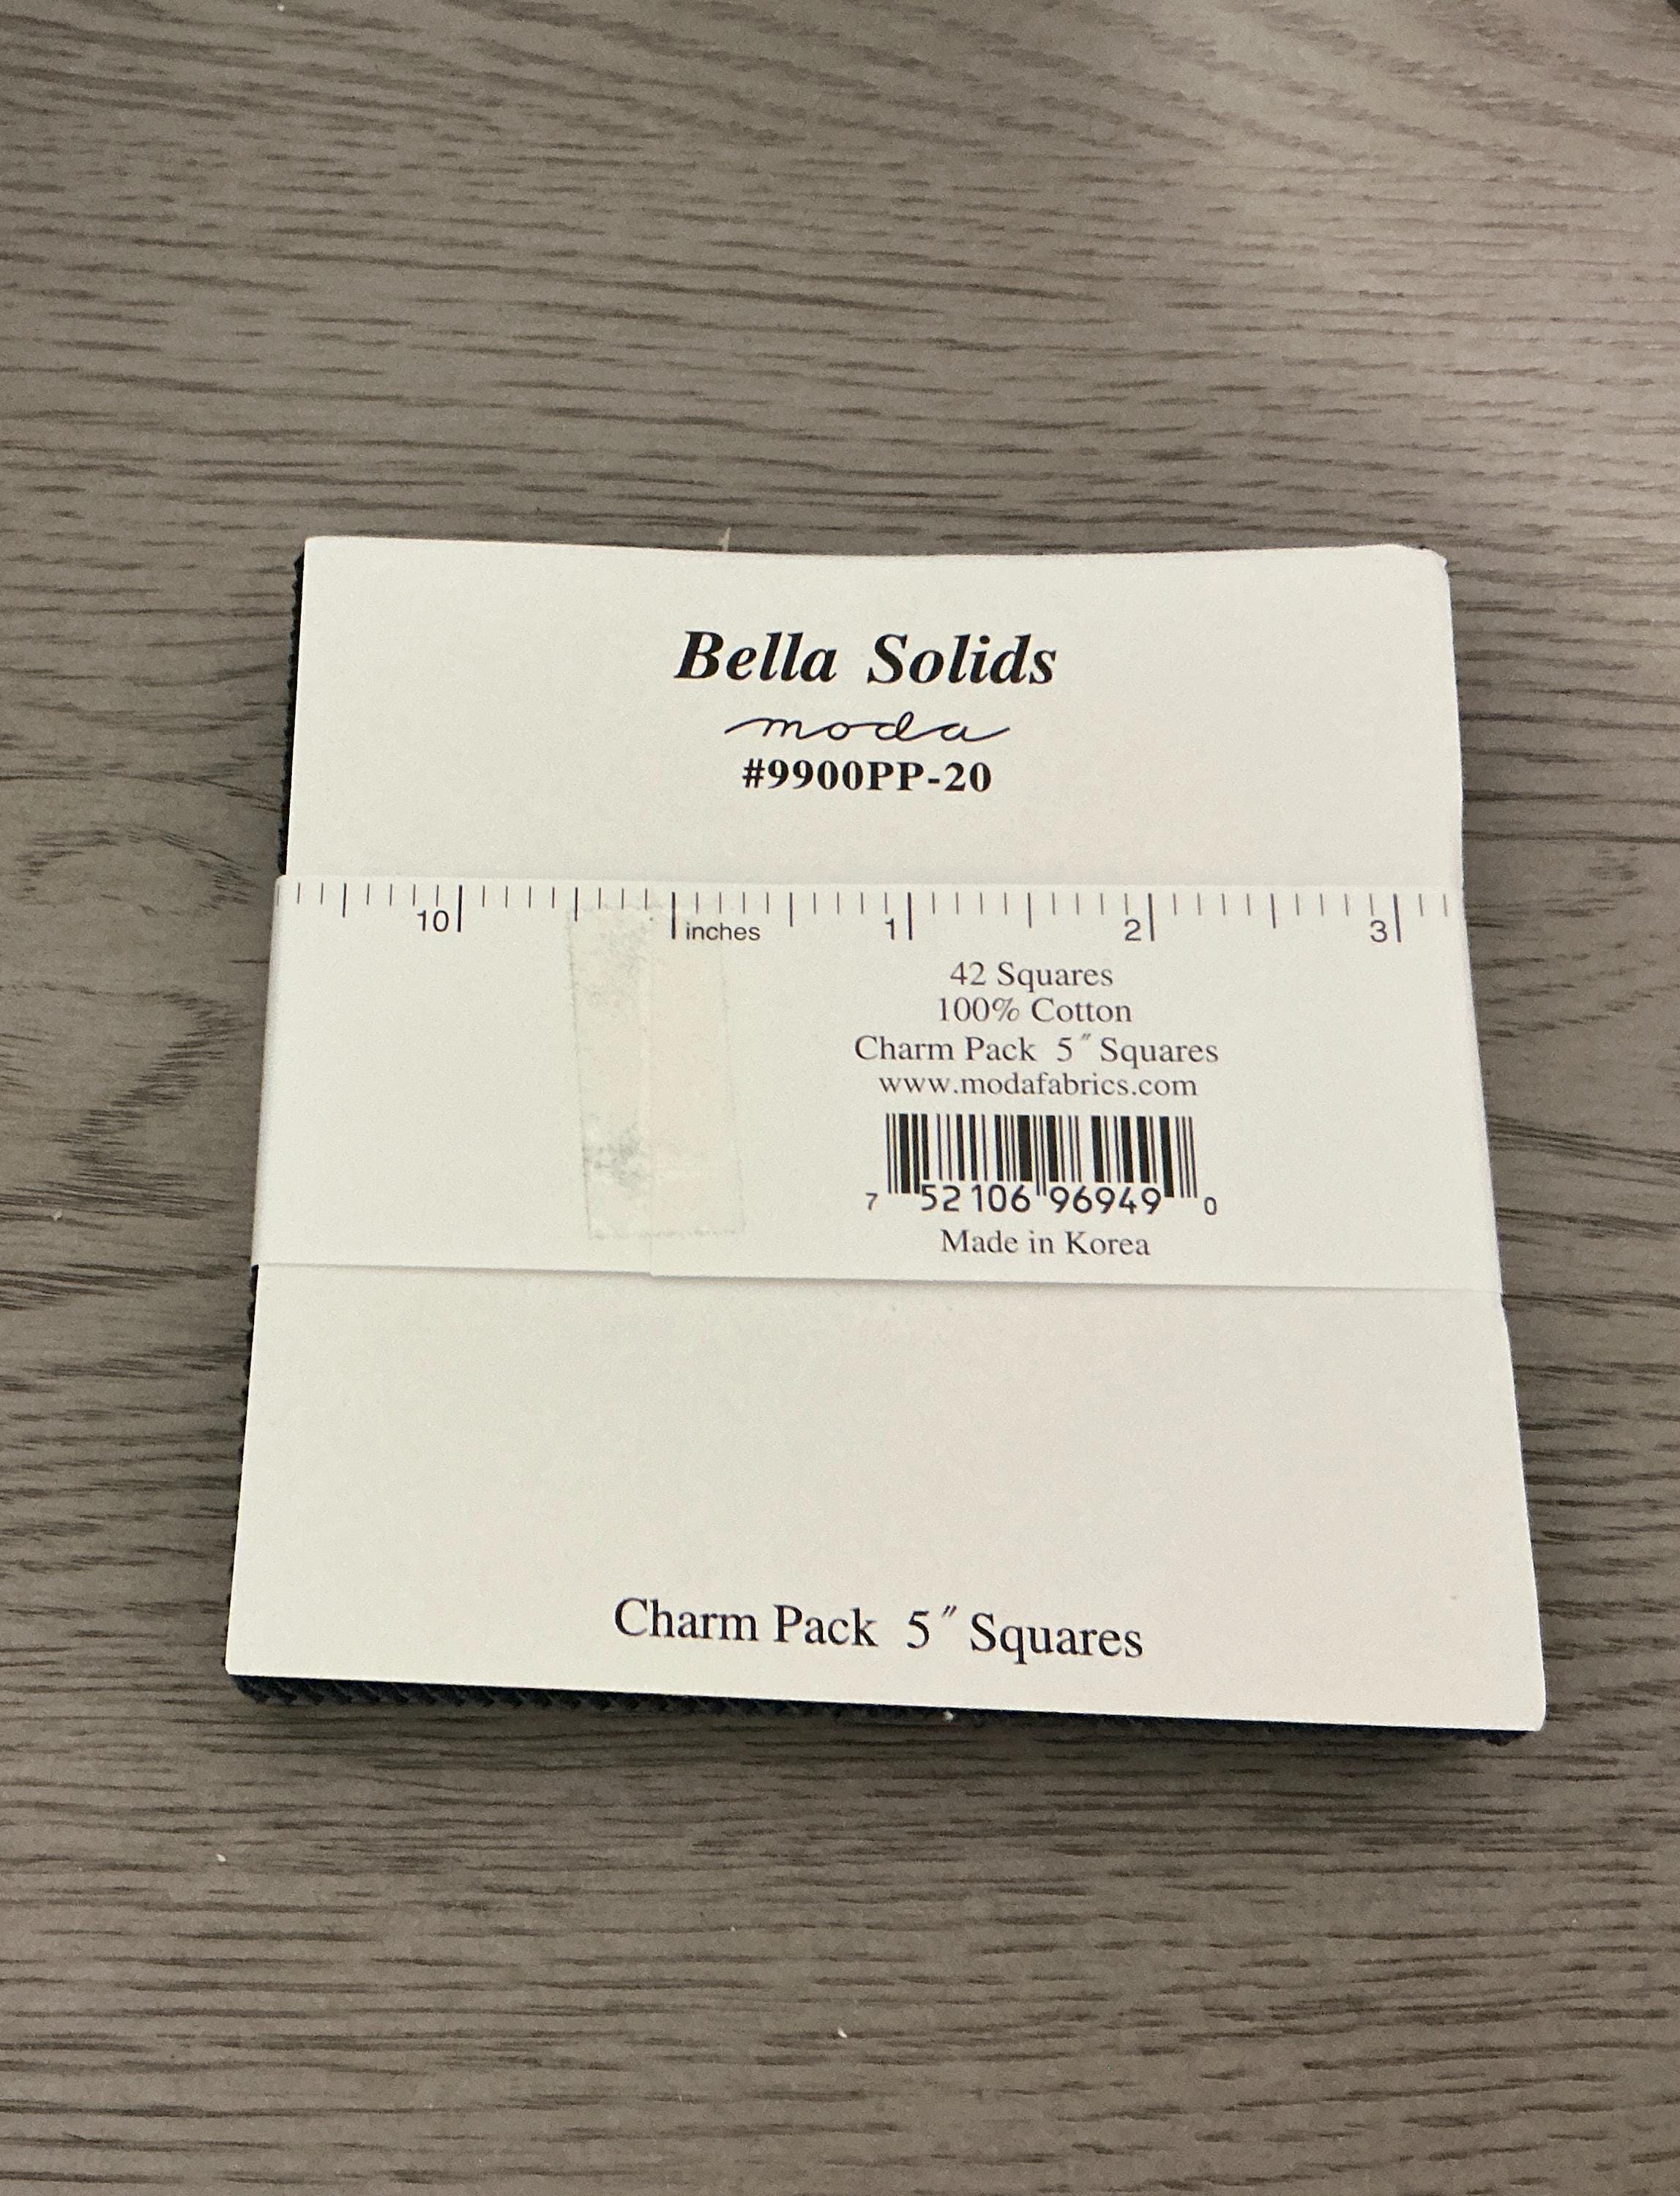 Bella Solids
moda
#9900PP-20
10 inches 1 2 3
42 Squares
100% Cotton
Charm Pack 5″ Squares
www.modafabrics.com
7 52106 96949 0
Made in Korea
Charm Pack 5″ Squares